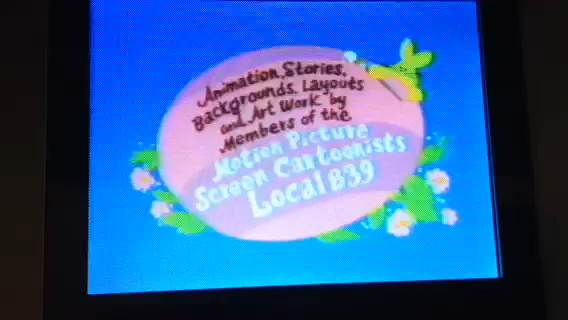 Animation, Stories,
Backgrounds, Layouts
and Art Work by
Members of the
Motion Picture
Screen Cartoonists
Local 839